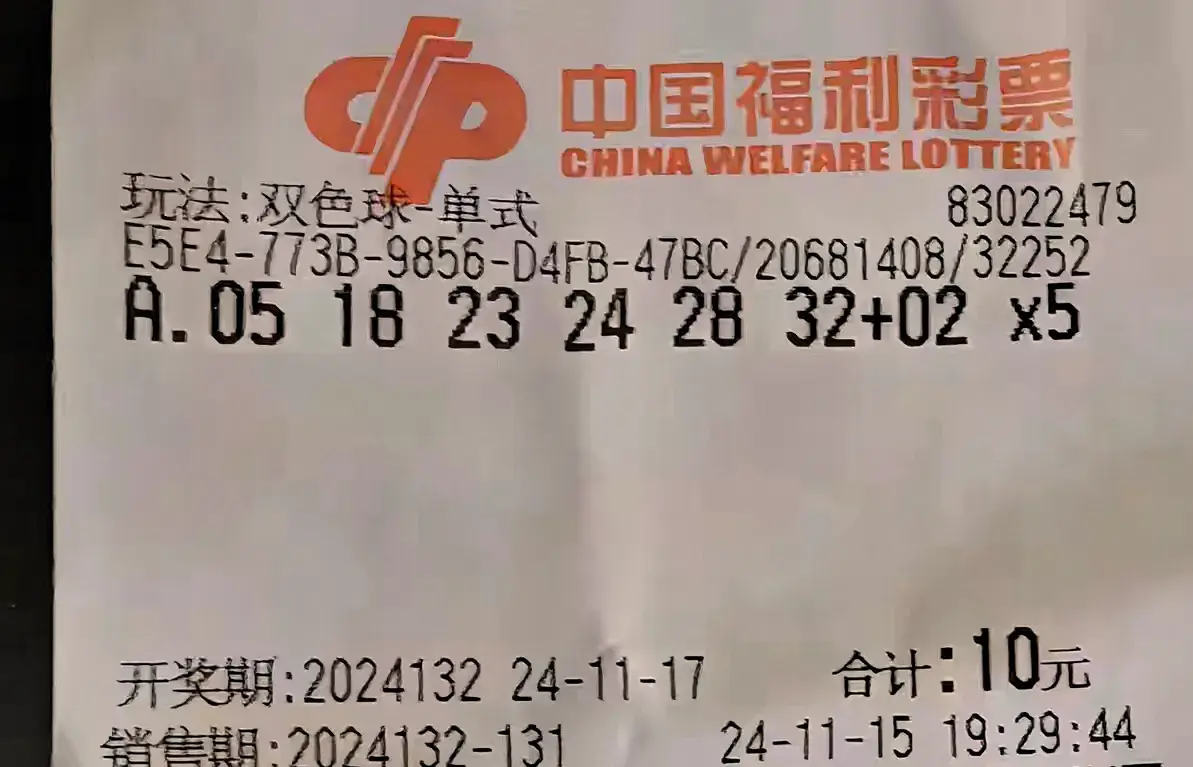 中国福利彩票
CHINA WELFARE LOTTERY
玩法:双色球-单式 83022479
E5E4-773B-9856-D4FB-47BC/20681408/32252
A.05 18 23 24 28 32+02 x5
开奖期:2024132 24-11-17 合计:10元
销售期:2024132-131 24-11-15 19:29:44